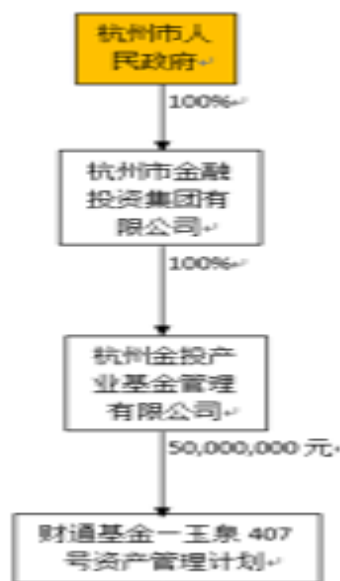 杭州市人
民政府
100%
杭州市金融
投资集团有
限公司
100%
杭州金投产
业基金管理
有限公司
50,000,000 元
财通基金－玉泉 407
号资产管理计划